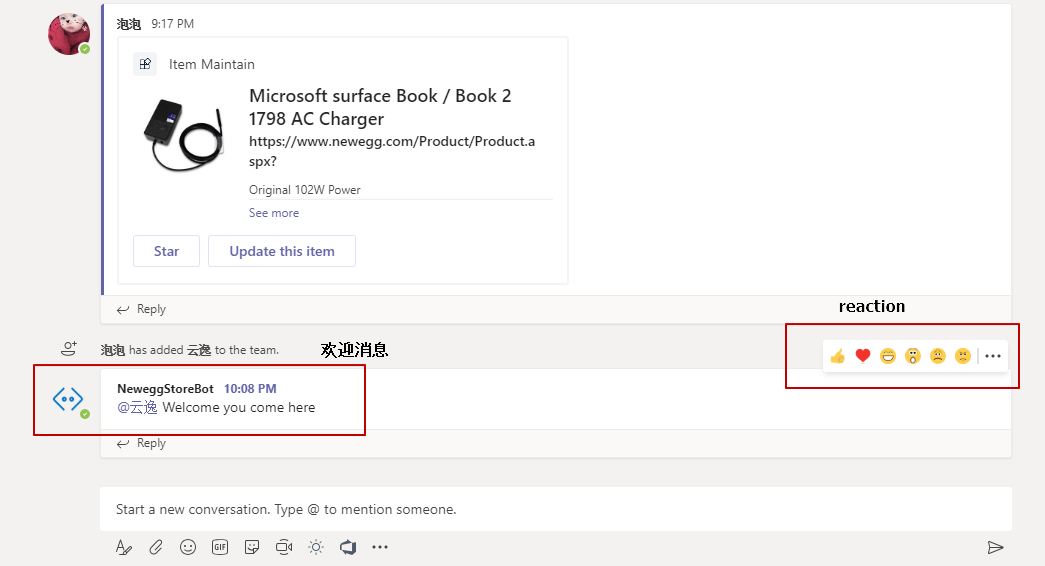 泡泡 9:17 PM
Item Maintain
Microsoft surface Book / Book 2
1798 AC Charger
https://www.newegg.com/Product/Product.a
spx?
Original 102W Power
See more
Star Update this item
Reply
reaction
泡泡 has added 云逸 to the team.
欢迎消息
NeweggStoreBot 10:08 PM
@云逸 Welcome you come here
Reply
Start a new conversation. Type @ to mention someone.
GIF